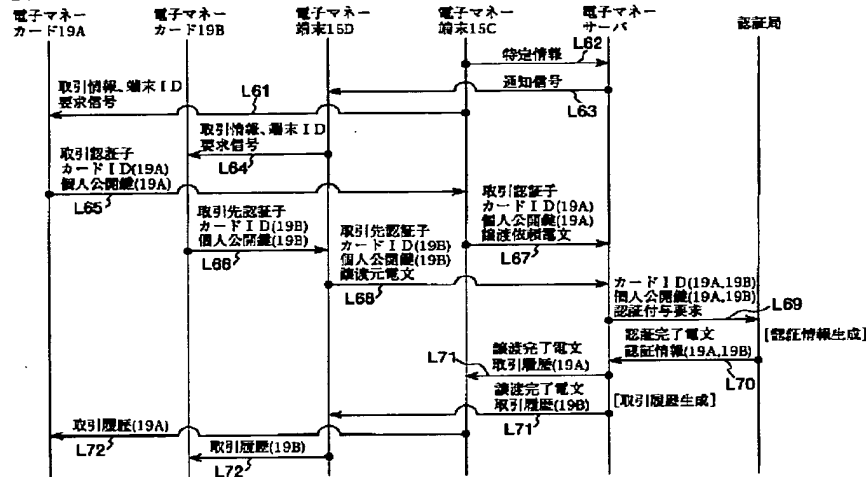 電子マネー
カード19A
電子マネー
カード19B
電子マネー
端末15D
電子マネー
端末15C
電子マネー
サーバ
認証局
特定情報
L62
通知信号
L63
取引情報、端末ID
要求信号
L61
取引情報、端末ID
要求信号
L64
取引認証子
カードID(19A)
個人公開鍵(19A)
L65
取引認証子
カードID(19A)
個人公開鍵(19A)
譲渡依頼電文
L67
取引先認証子
カードID(19B)
個人公開鍵(19B)
L66
取引先認証子
カードID(19B)
個人公開鍵(19B)
譲渡元電文
L68
カードID(19A,19B)
個人公開鍵(19A,19B)
認証付与要求
L69
認証完了電文
認証情報(19A,19B)
[認証情報生成]
L70
譲渡完了電文
取引履歴(19A)
L71
譲渡完了電文
取引履歴(19B)
[取引履歴生成]
L71
取引履歴(19A)
L72
取引履歴(19B)
L72